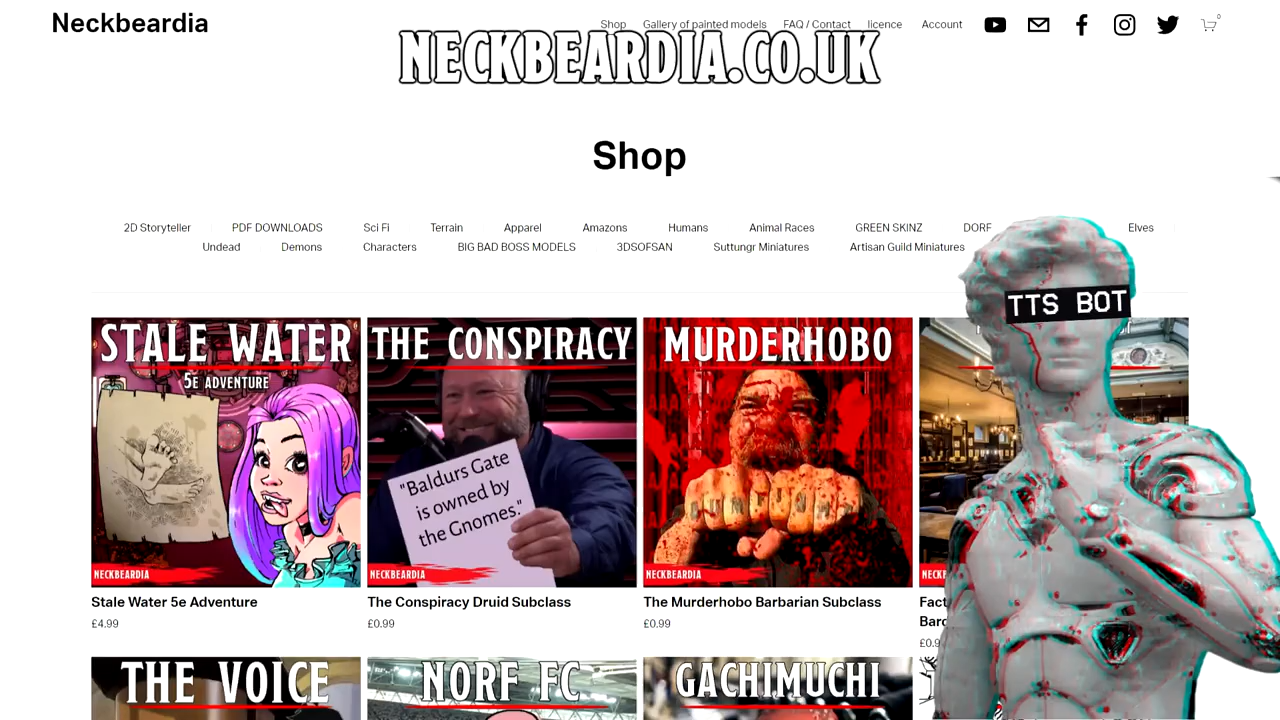 Neckbeardia
Shop Gallery of painted models FAQ / Contact licence Account
0
NECKBEARDIA.CO.UK
Shop
2D Storyteller PDF DOWNLOADS Sci Fi Terrain Apparel Amazons Humans Animal Races GREEN SKINZ DORF Elves
Undead Demons Characters BIG BAD BOSS MODELS 3DSOFSAN Suttungr Miniatures Artisan Guild Miniatures
TTS BOT
STALE WATER
5E ADVENTURE
NECKBEARDIA
Stale Water 5e Adventure
£4.99
THE CONSPIRACY
"Baldurs Gate
is owned by
the Gnomes."
NECKBEARDIA
The Conspiracy Druid Subclass
£0.99
MURDERHOBO
NECKBEARDIA
The Murderhobo Barbarian Subclass
£0.99
THE VOICE
NORF FC
GACHIMUCHI